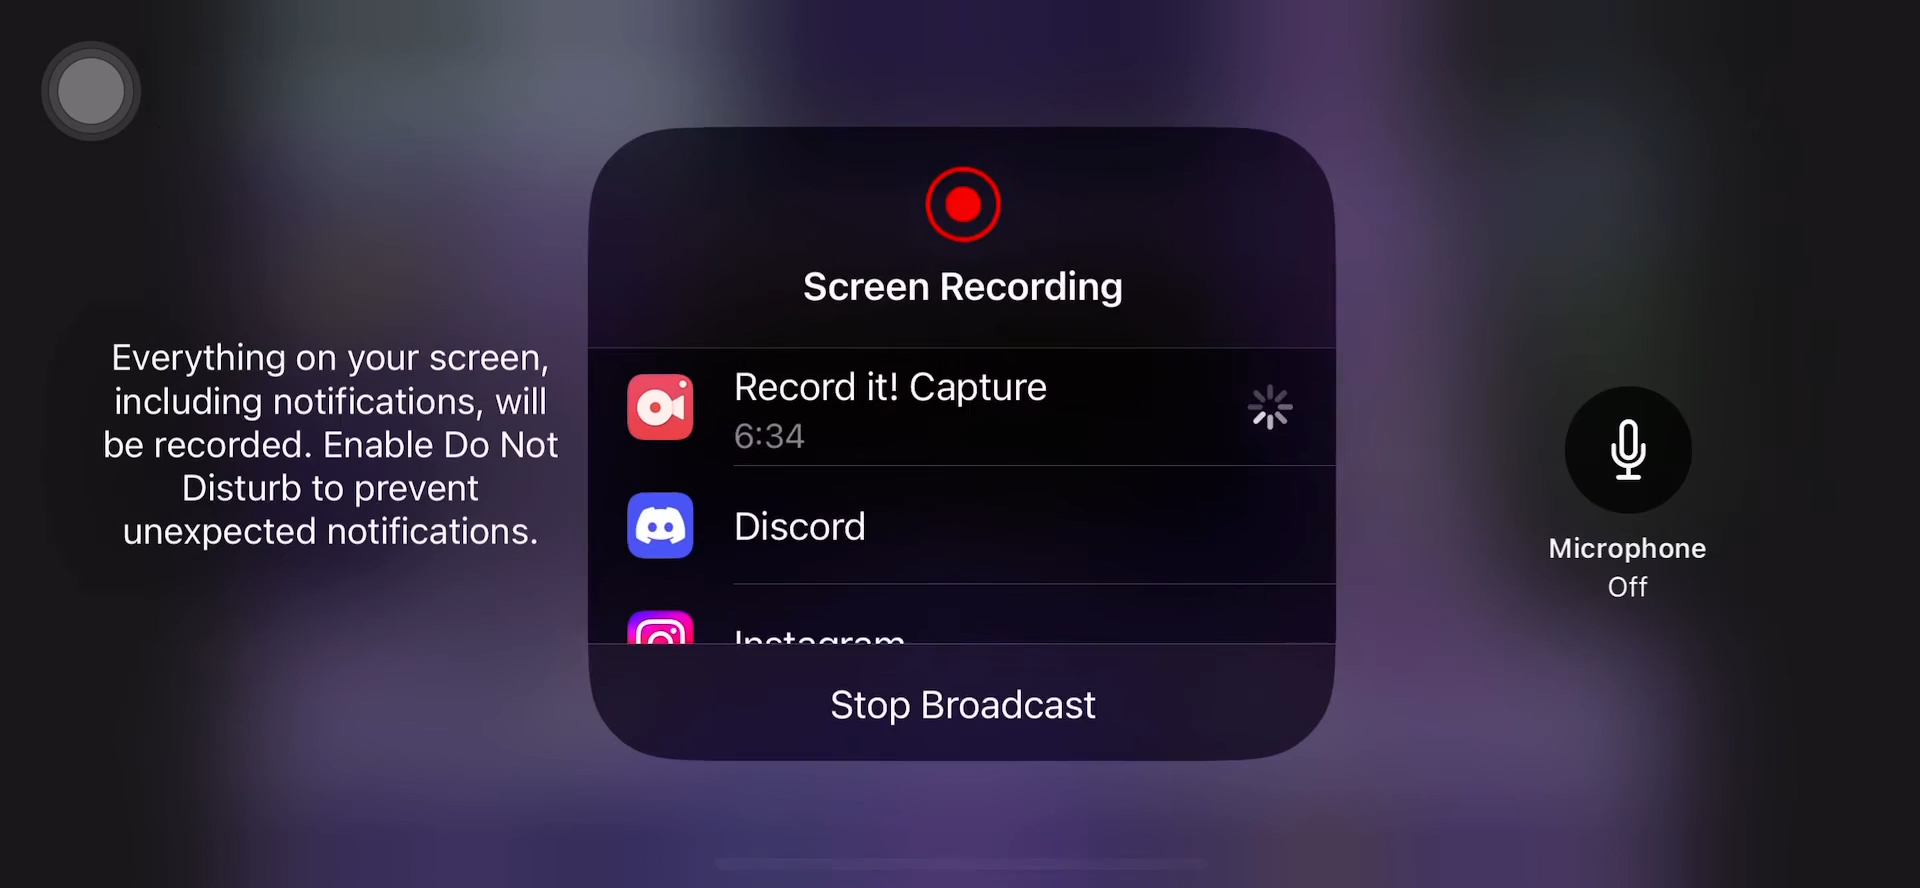 Screen Recording
Everything on your screen,
including notifications, will
be recorded. Enable Do Not
Disturb to prevent
unexpected notifications.
Record it! Capture
6:34
Discord
Instagram
Stop Broadcast
Microphone
Off